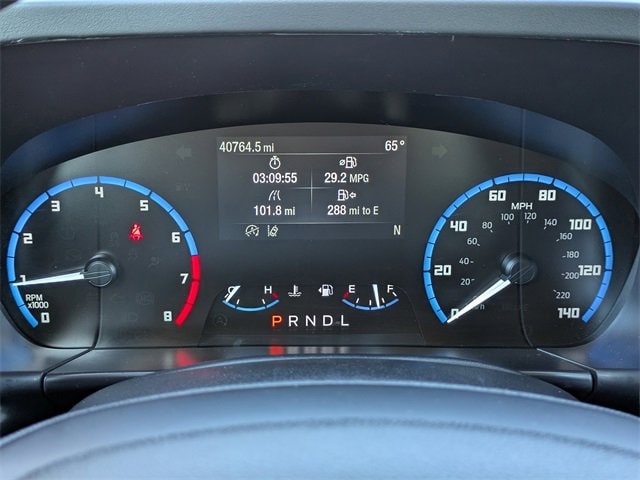 40764.5 mi 65°
03:09:55 29.2 MPG
101.8 mi 288 mi to E
N
0 1 2 3 4 5 6 7 8
RPM
x1000
C H E F
P R N D L
MPH
0 20 40 60 80 100 120 140
20 40 60 80 100 120 140 160 180 200 220